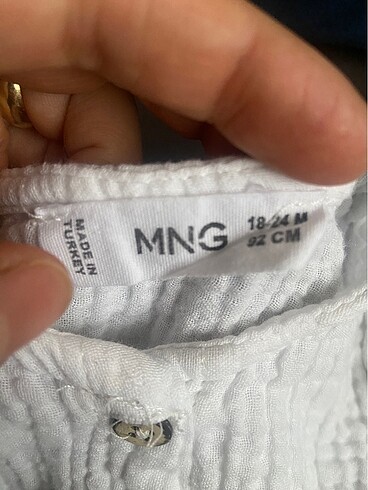 MADE IN
TURKEY
MNG
18-24 M
92 CM